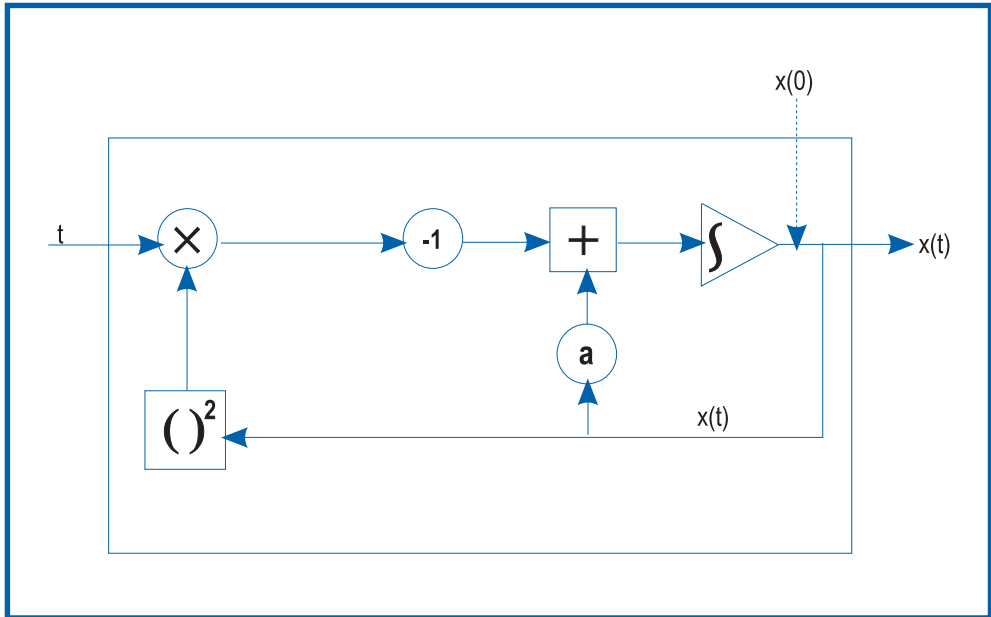 x(0)
t
×
-1
+
∫
x(t)
a
( )²
x(t)